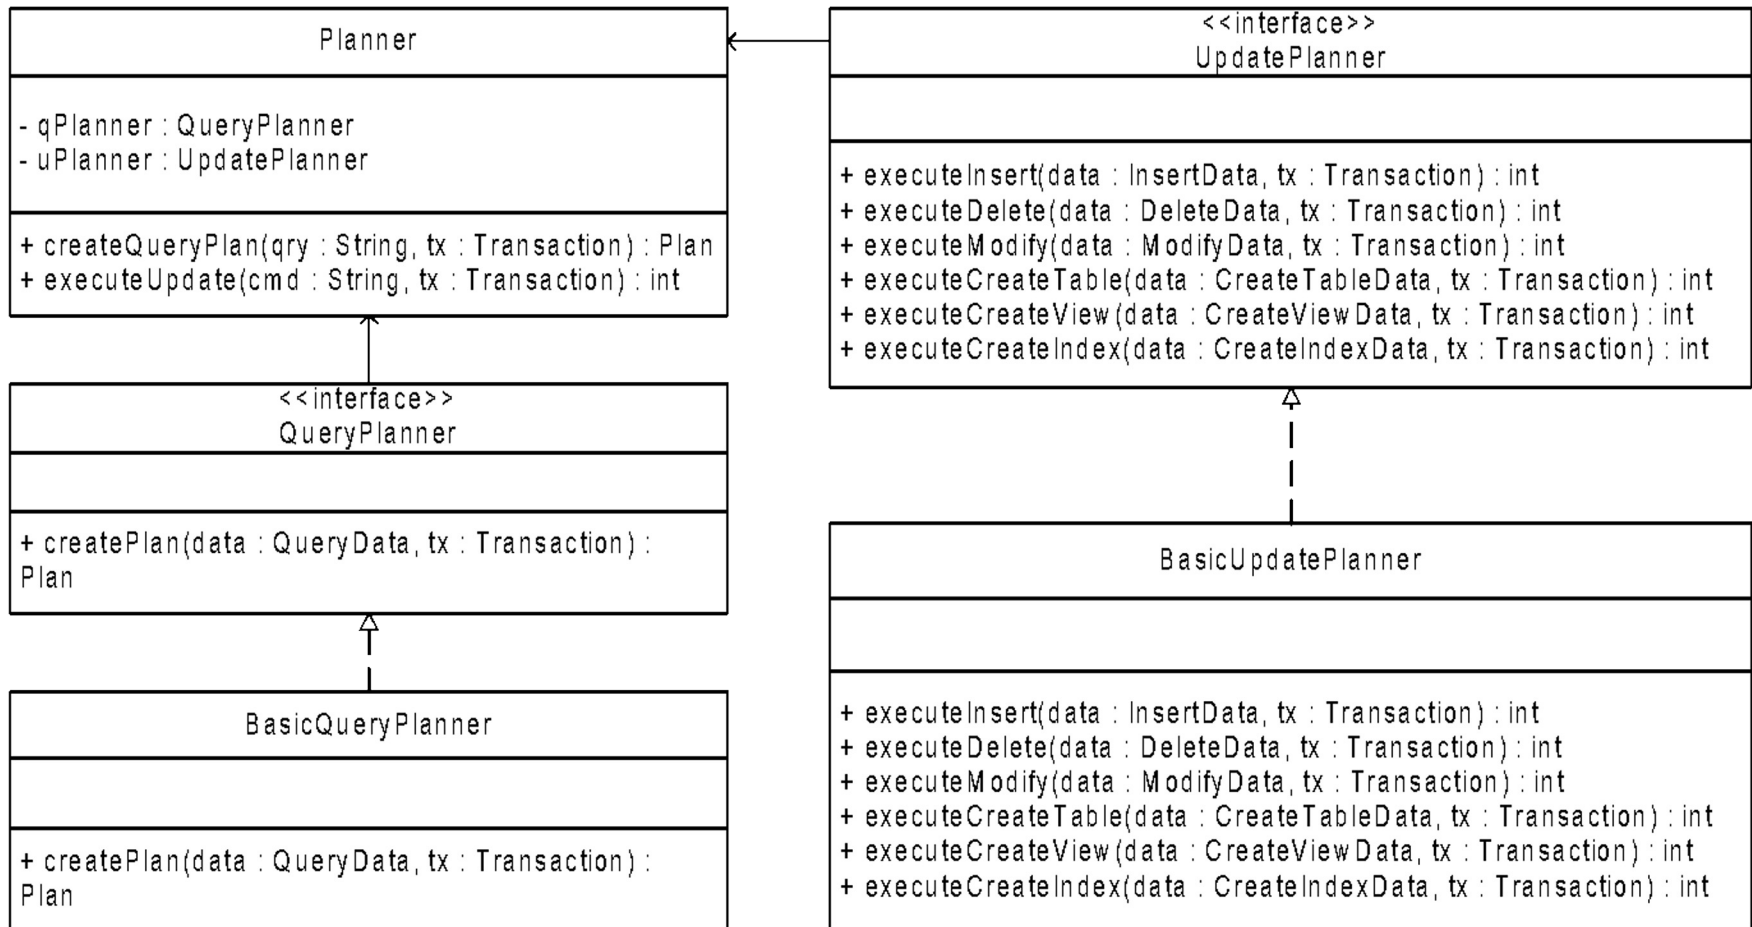 Planner
- qPlanner : QueryPlanner
- uPlanner : UpdatePlanner
+ createQueryPlan(qry : String, tx : Transaction) : Plan
+ executeUpdate(cmd : String, tx : Transaction) : int
<<interface>>
QueryPlanner
+ createPlan(data : QueryData, tx : Transaction) :
Plan
BasicQueryPlanner
+ createPlan(data : QueryData, tx : Transaction) :
Plan
<<interface>>
UpdatePlanner
+ executeInsert(data : InsertData, tx : Transaction) : int
+ executeDelete(data : DeleteData, tx : Transaction) : int
+ executeModify(data : ModifyData, tx : Transaction) : int
+ executeCreateTable(data : CreateTableData, tx : Transaction) : int
+ executeCreateView(data : CreateViewData, tx : Transaction) : int
+ executeCreateIndex(data : CreateIndexData, tx : Transaction) : int
BasicUpdatePlanner
+ executeInsert(data : InsertData, tx : Transaction) : int
+ executeDelete(data : DeleteData, tx : Transaction) : int
+ executeModify(data : ModifyData, tx : Transaction) : int
+ executeCreateTable(data : CreateTableData, tx : Transaction) : int
+ executeCreateView(data : CreateViewData, tx : Transaction) : int
+ executeCreateIndex(data : CreateIndexData, tx : Transaction) : int